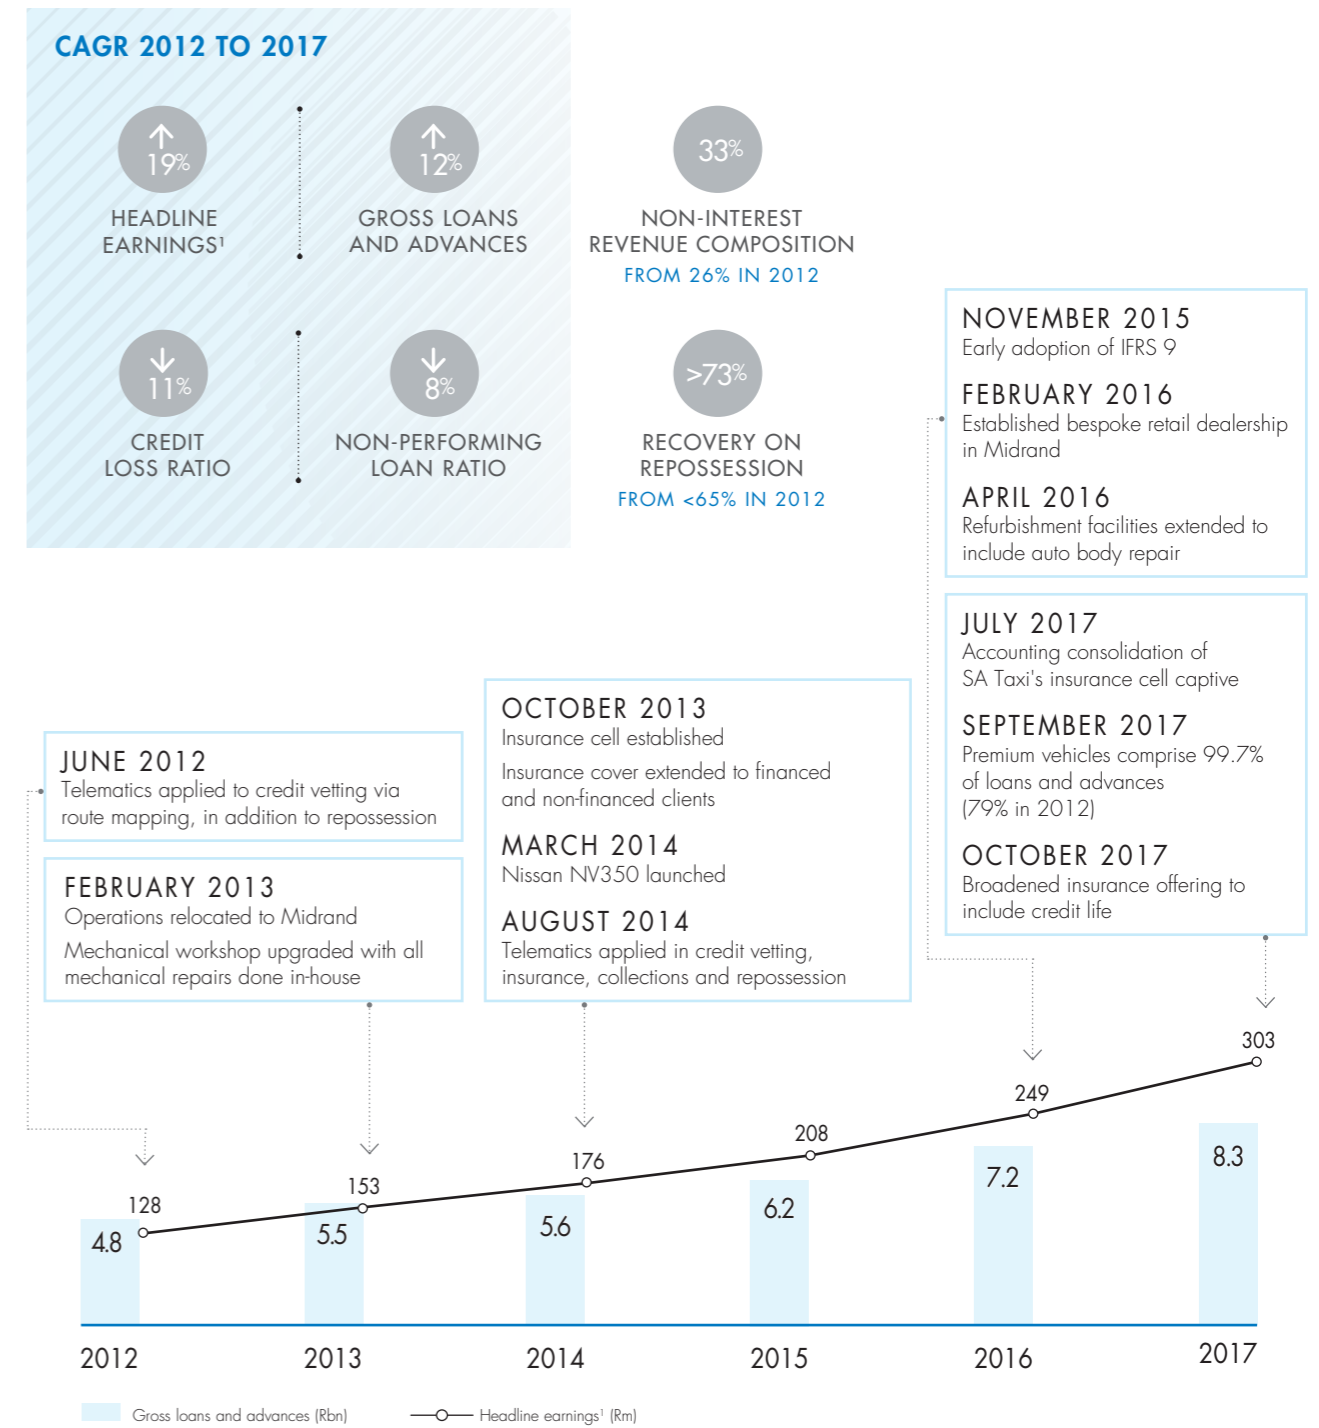 CAGR 2012 TO 2017
19%
HEADLINE
EARNINGS¹
12%
GROSS LOANS
AND ADVANCES
33%
NON-INTEREST
REVENUE COMPOSITION
FROM 26% IN 2012
11%
CREDIT
LOSS RATIO
8%
NON-PERFORMING
LOAN RATIO
>73%
RECOVERY ON
REPOSSESSION
FROM <65% IN 2012
JUNE 2012
Telematics applied to credit vetting via
route mapping, in addition to repossession
FEBRUARY 2013
Operations relocated to Midrand
Mechanical workshop upgraded with all
mechanical repairs done in-house
OCTOBER 2013
Insurance cell established
Insurance cover extended to financed
and non-financed clients
MARCH 2014
Nissan NV350 launched
AUGUST 2014
Telematics applied in credit vetting,
insurance, collections and repossession
NOVEMBER 2015
Early adoption of IFRS 9
FEBRUARY 2016
Established bespoke retail dealership
in Midrand
APRIL 2016
Refurbishment facilities extended to
include auto body repair
JULY 2017
Accounting consolidation of
SA Taxi's insurance cell captive
SEPTEMBER 2017
Premium vehicles comprise 99.7%
of loans and advances
(79% in 2012)
OCTOBER 2017
Broadened insurance offering to
include credit life
128
153
176
208
249
303
4.8
5.5
5.6
6.2
7.2
8.3
2012
2013
2014
2015
2016
2017
Gross loans and advances (Rbn)
Headline earnings¹ (Rm)